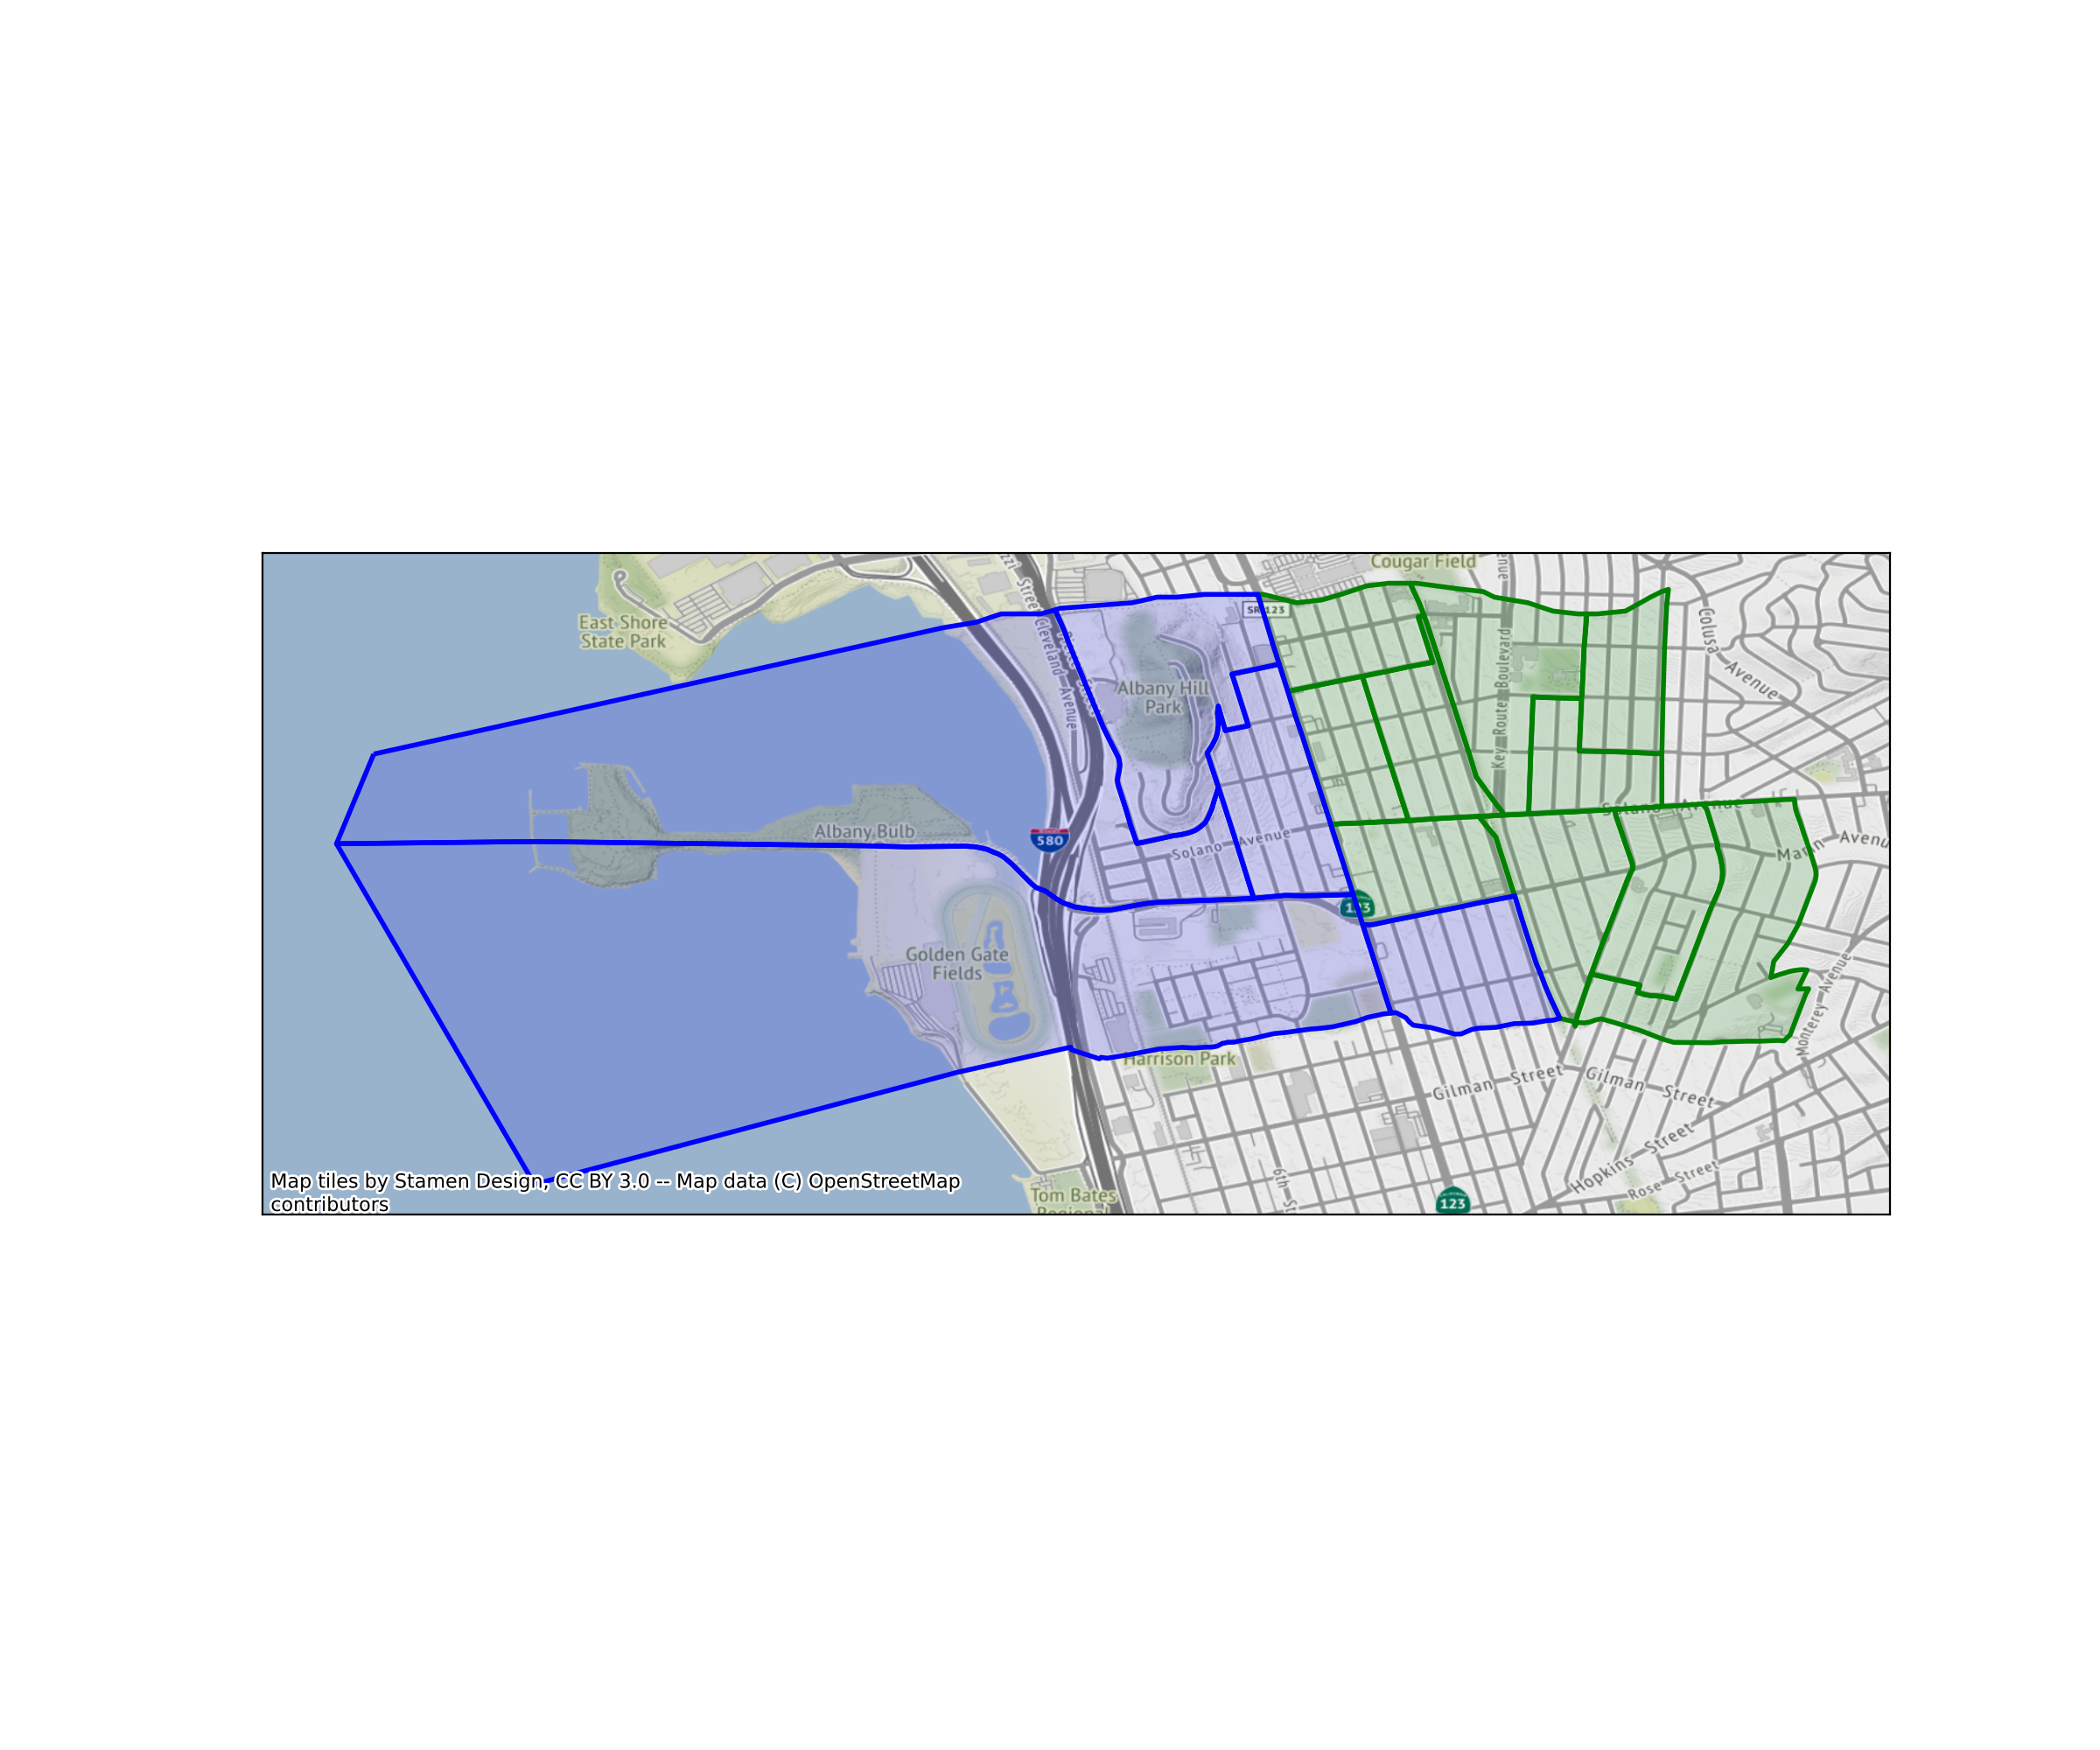 Cougar Field
East Shore
State Park
SR 123
Street
Cleveland Avenue
Colusa Avenue
Key Route Boulevard
Albany Hill
Park
Solano Avenue
Albany Bulb
580
Solano Avenue
Marin Avenu
123
Golden Gate
Fields
Monterey Avenue
Harrison Park
Gilman Street
Gilman Street
Hopkins Street
Rose Street
6th St
Tom Bates
Regional
123
Map tiles by Stamen Design, CC BY 3.0 -- Map data (C) OpenStreetMap
contributors